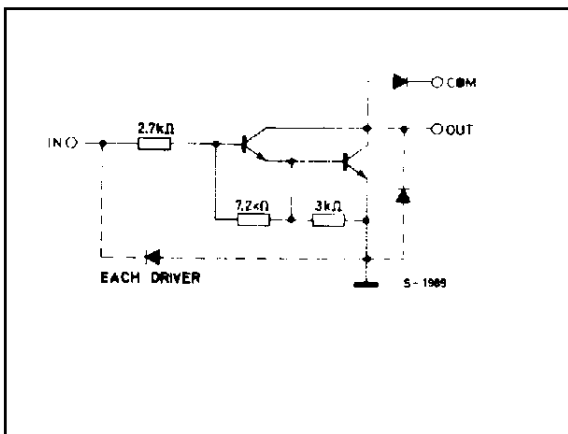 COM
2.7kΩ
IN
OUT
7.2kΩ
3kΩ
EACH DRIVER
S-1989